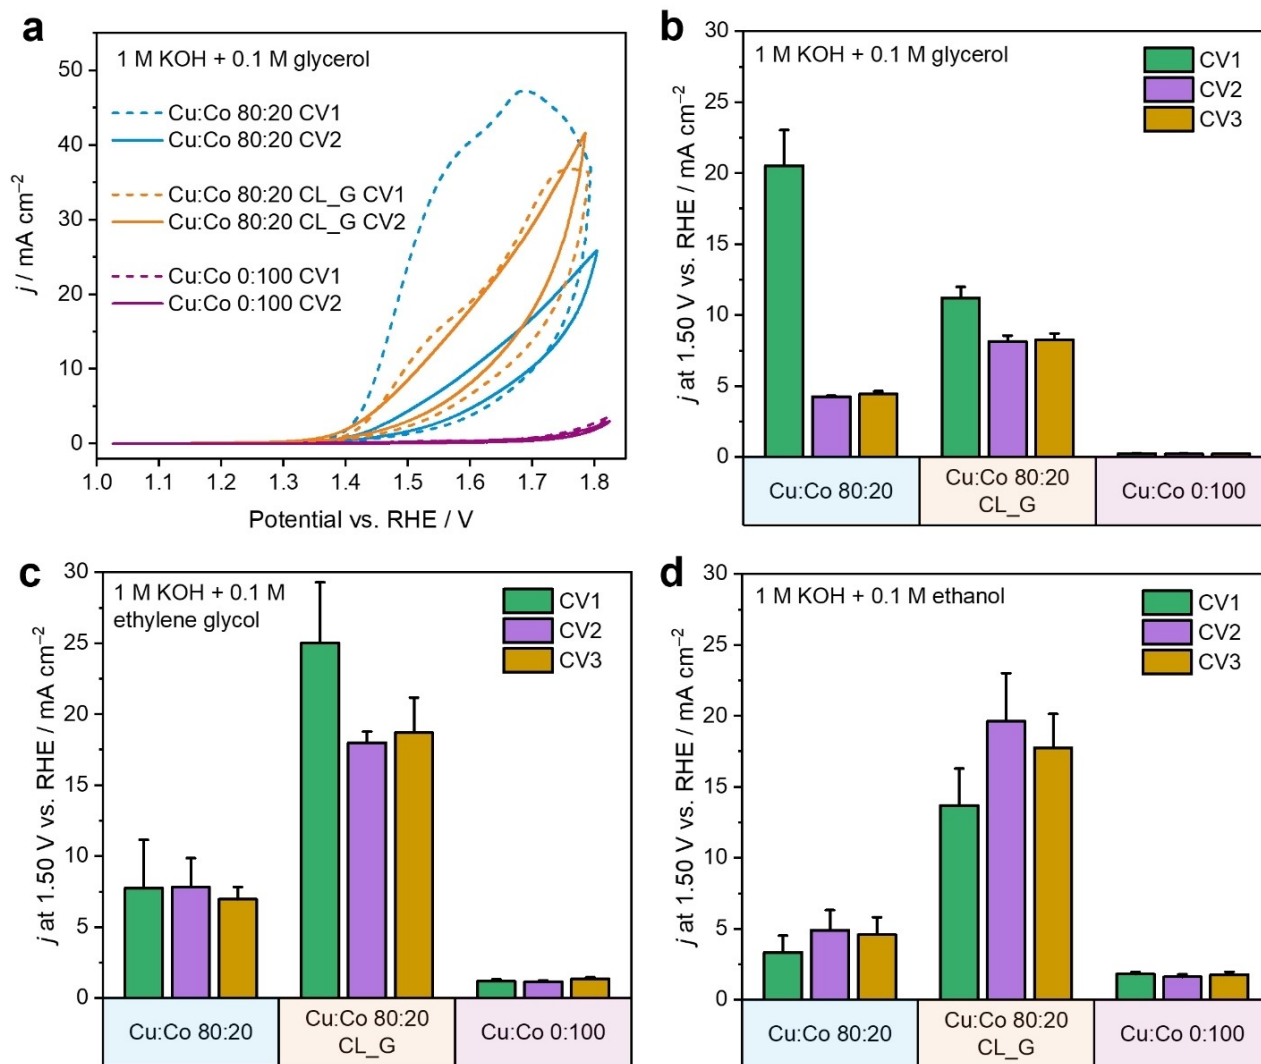 a
1 M KOH + 0.1 M glycerol
Cu:Co 80:20 CV1
Cu:Co 80:20 CV2
Cu:Co 80:20 CL_G CV1
Cu:Co 80:20 CL_G CV2
Cu:Co 0:100 CV1
Cu:Co 0:100 CV2
j / mA cm⁻²
50
40
30
20
10
0
1.0 1.1 1.2 1.3 1.4 1.5 1.6 1.7 1.8
Potential vs. RHE / V
b
1 M KOH + 0.1 M glycerol
CV1
CV2
CV3
j at 1.50 V vs. RHE / mA cm⁻²
30
25
20
15
10
5
0
Cu:Co 80:20
Cu:Co 80:20
CL_G
Cu:Co 0:100
c
1 M KOH + 0.1 M
ethylene glycol
CV1
CV2
CV3
j at 1.50 V vs. RHE / mA cm⁻²
30
25
20
15
10
5
0
Cu:Co 80:20
Cu:Co 80:20
CL_G
Cu:Co 0:100
d
1 M KOH + 0.1 M ethanol
CV1
CV2
CV3
j at 1.50 V vs. RHE / mA cm⁻²
30
25
20
15
10
5
0
Cu:Co 80:20
Cu:Co 80:20
CL_G
Cu:Co 0:100